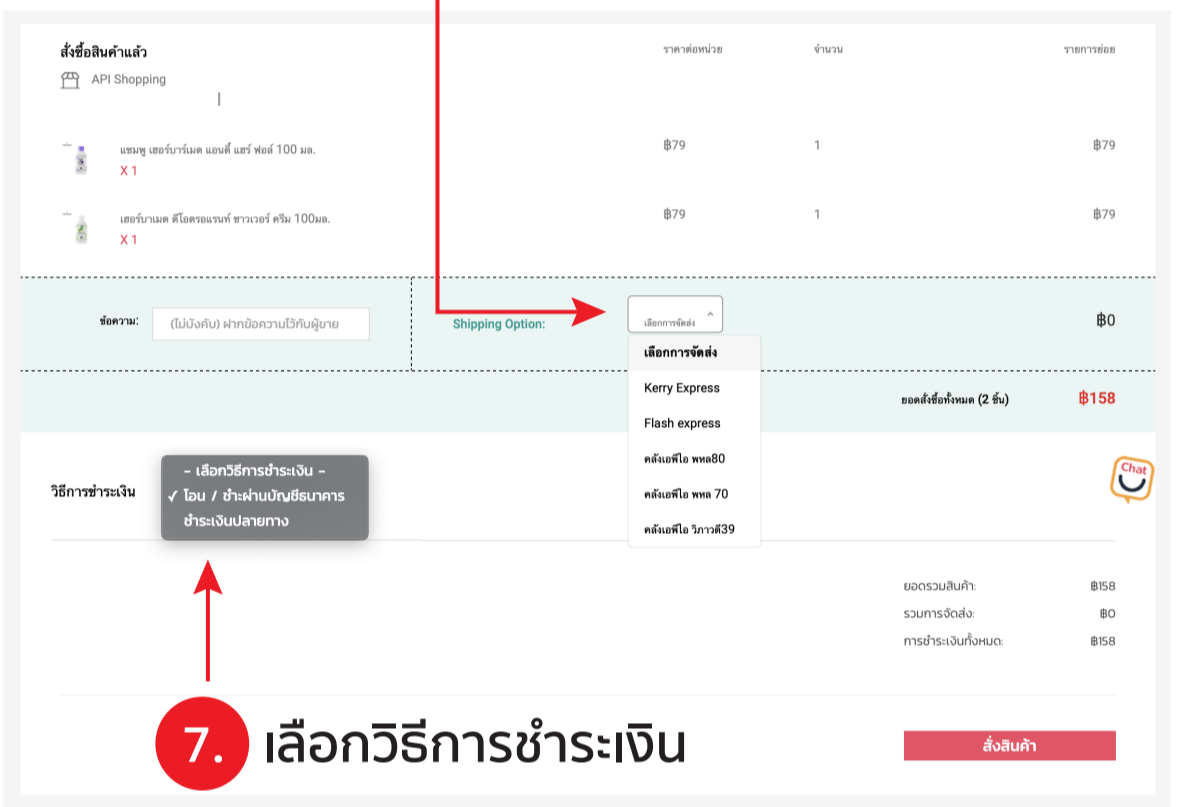 สั่งซื้อสินค้าแล้ว ราคาต่อหน่วย จำนวน รายการย่อย
API Shopping
แชมพู เฮอร์บาร์เมด แอนตี้ แฮร์ ฟอล์ 100 มล. ฿79 1 ฿79
X 1
เฮอร์บาเมด ดีโอดรอแรนท์ ชาวเวอร์ ครีม 100มล. ฿79 1 ฿79
X 1
ข้อความ: (ไม่บังคับ) ฝากข้อความไว้กับผู้ขาย Shipping Option: เลือกการจัดส่ง ฿0
เลือกการจัดส่ง
Kerry Express
Flash express
คลังเอพีไอ พหล80
คลังเอพีไอ พหล 70
คลังเอพีไอ วิภาวดี39
ยอดสั่งซื้อทั้งหมด (2 ชิ้น) ฿158
Chat
วิธีการชำระเงิน
– เลือกวิธีการชำระเงิน –
✓ โอน / ชำะผ่านบัญชีธนาคาร
ชำระเงินปลายทาง
ยอดรวมสินค้า: ฿158
รวมการจัดส่ง: ฿0
การชำระเงินทั้งหมด: ฿158
7. เลือกวิธีการชำระเงิน
สั่งสินค้า